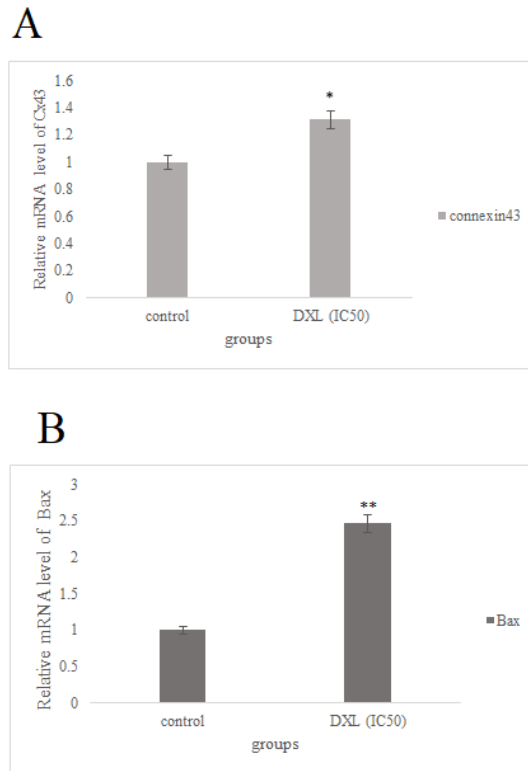 A
Relative mRNA level of Cx43
1.6
1.4
1.2
1
0.8
0.6
0.4
0.2
0
*
control
DXL (IC50)
groups
connexin43
B
Relative mRNA level of Bax
3
2.5
2
1.5
1
0.5
0
**
control
DXL (IC50)
groups
Bax